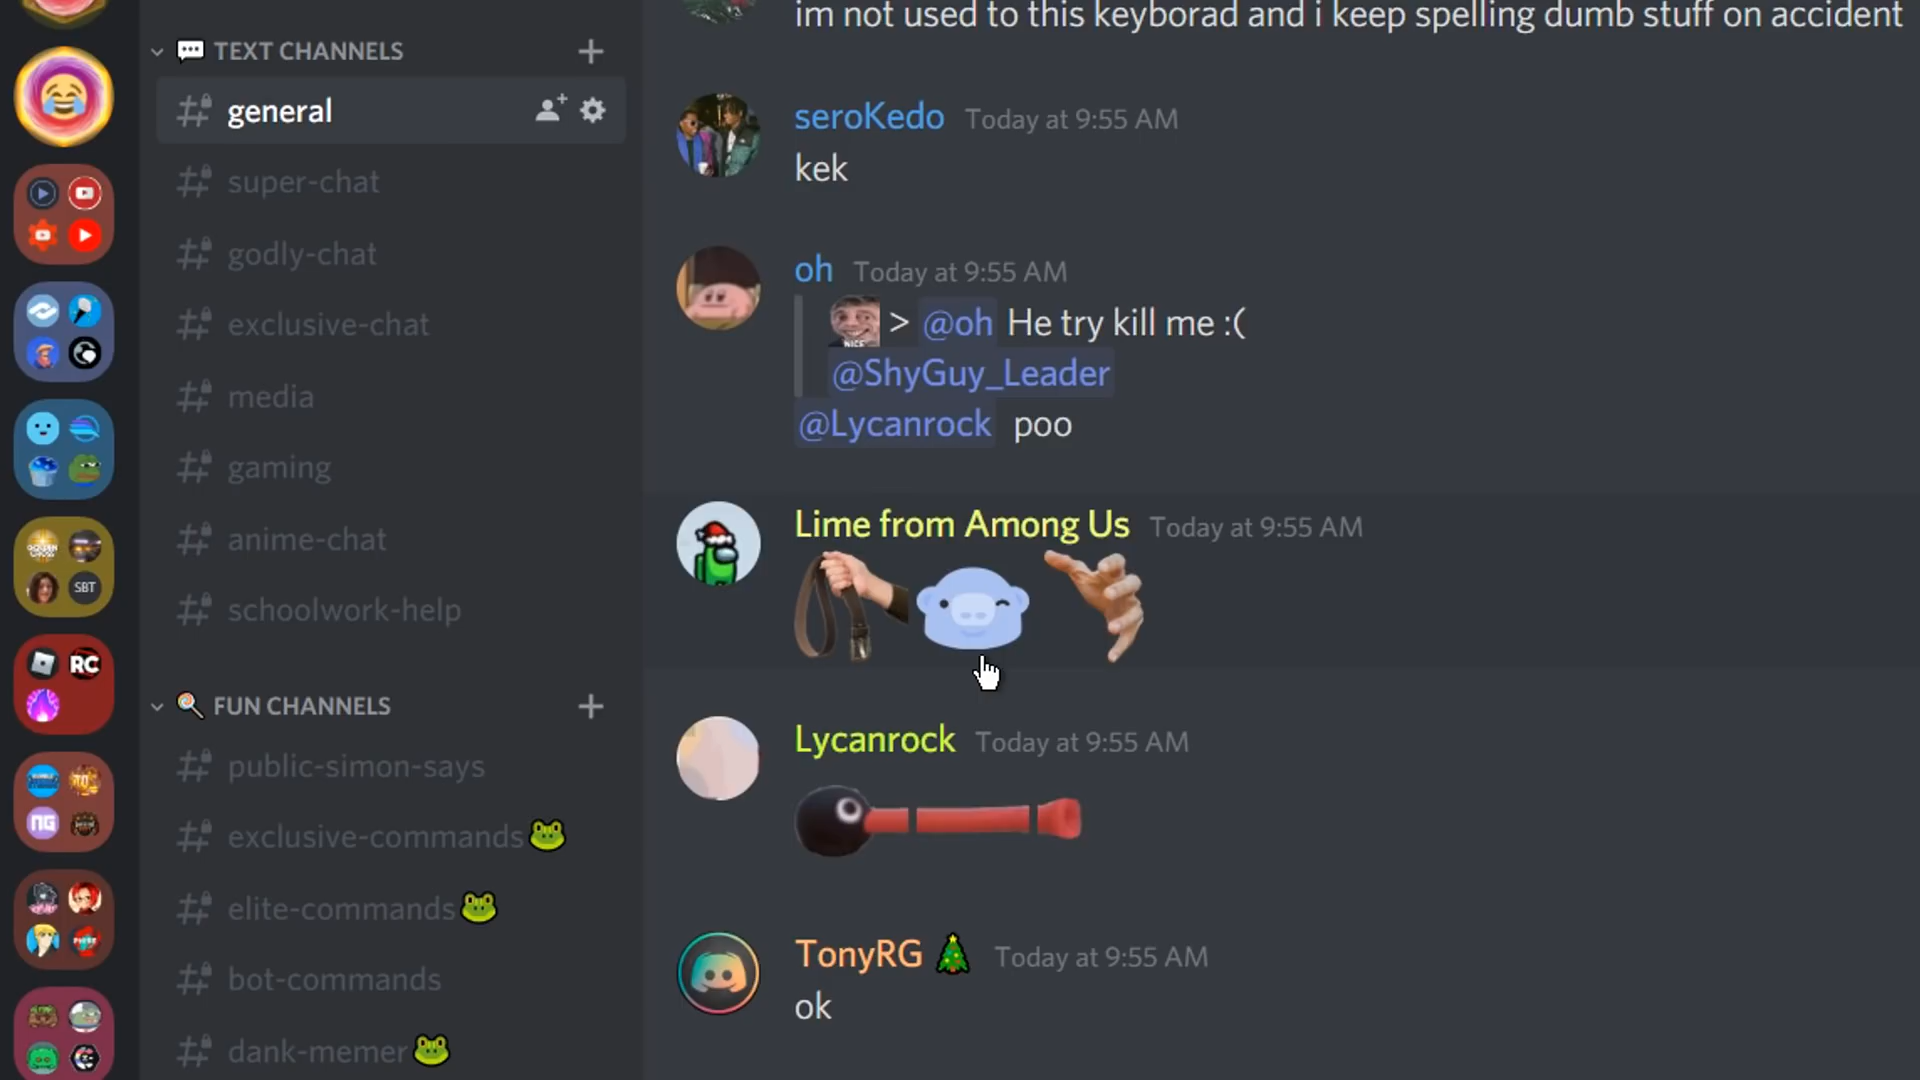 TEXT CHANNELS
general
super-chat
godly-chat
exclusive-chat
media
gaming
anime-chat
schoolwork-help
FUN CHANNELS
public-simon-says
exclusive-commands
elite-commands
bot-commands
dank-memer
SBT
RC
NG
im not used to this keyborad and i keep spelling dumb stuff on accident
seroKedo Today at 9:55 AM
kek
oh Today at 9:55 AM
NICE > @oh He try kill me :(
@ShyGuy_Leader
@Lycanrock poo
Lime from Among Us Today at 9:55 AM
Lycanrock Today at 9:55 AM
TonyRG Today at 9:55 AM
ok